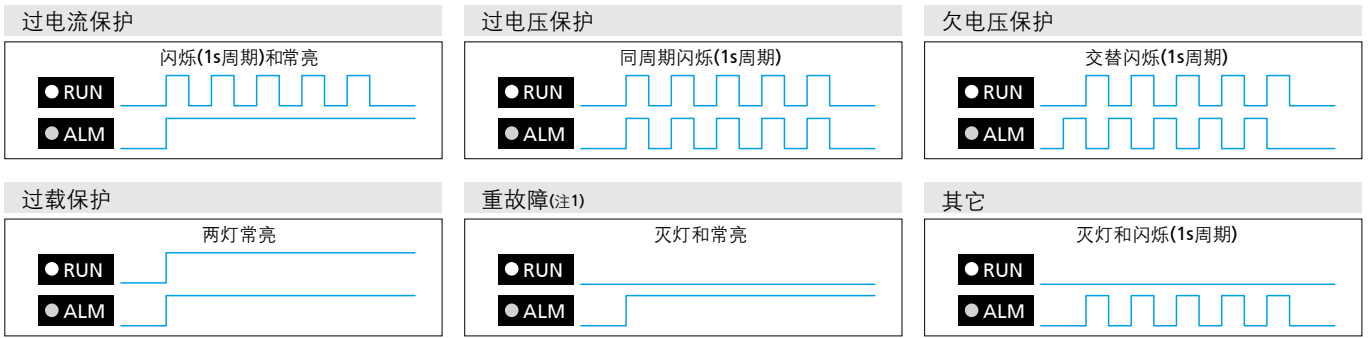 过电流保护
闪烁(1s周期)和常亮
RUN
ALM
过电压保护
同周期闪烁(1s周期)
RUN
ALM
欠电压保护
交替闪烁(1s周期)
RUN
ALM
过载保护
两灯常亮
RUN
ALM
重故障(注1)
灭灯和常亮
RUN
ALM
其它
灭灯和闪烁(1s周期)
RUN
ALM